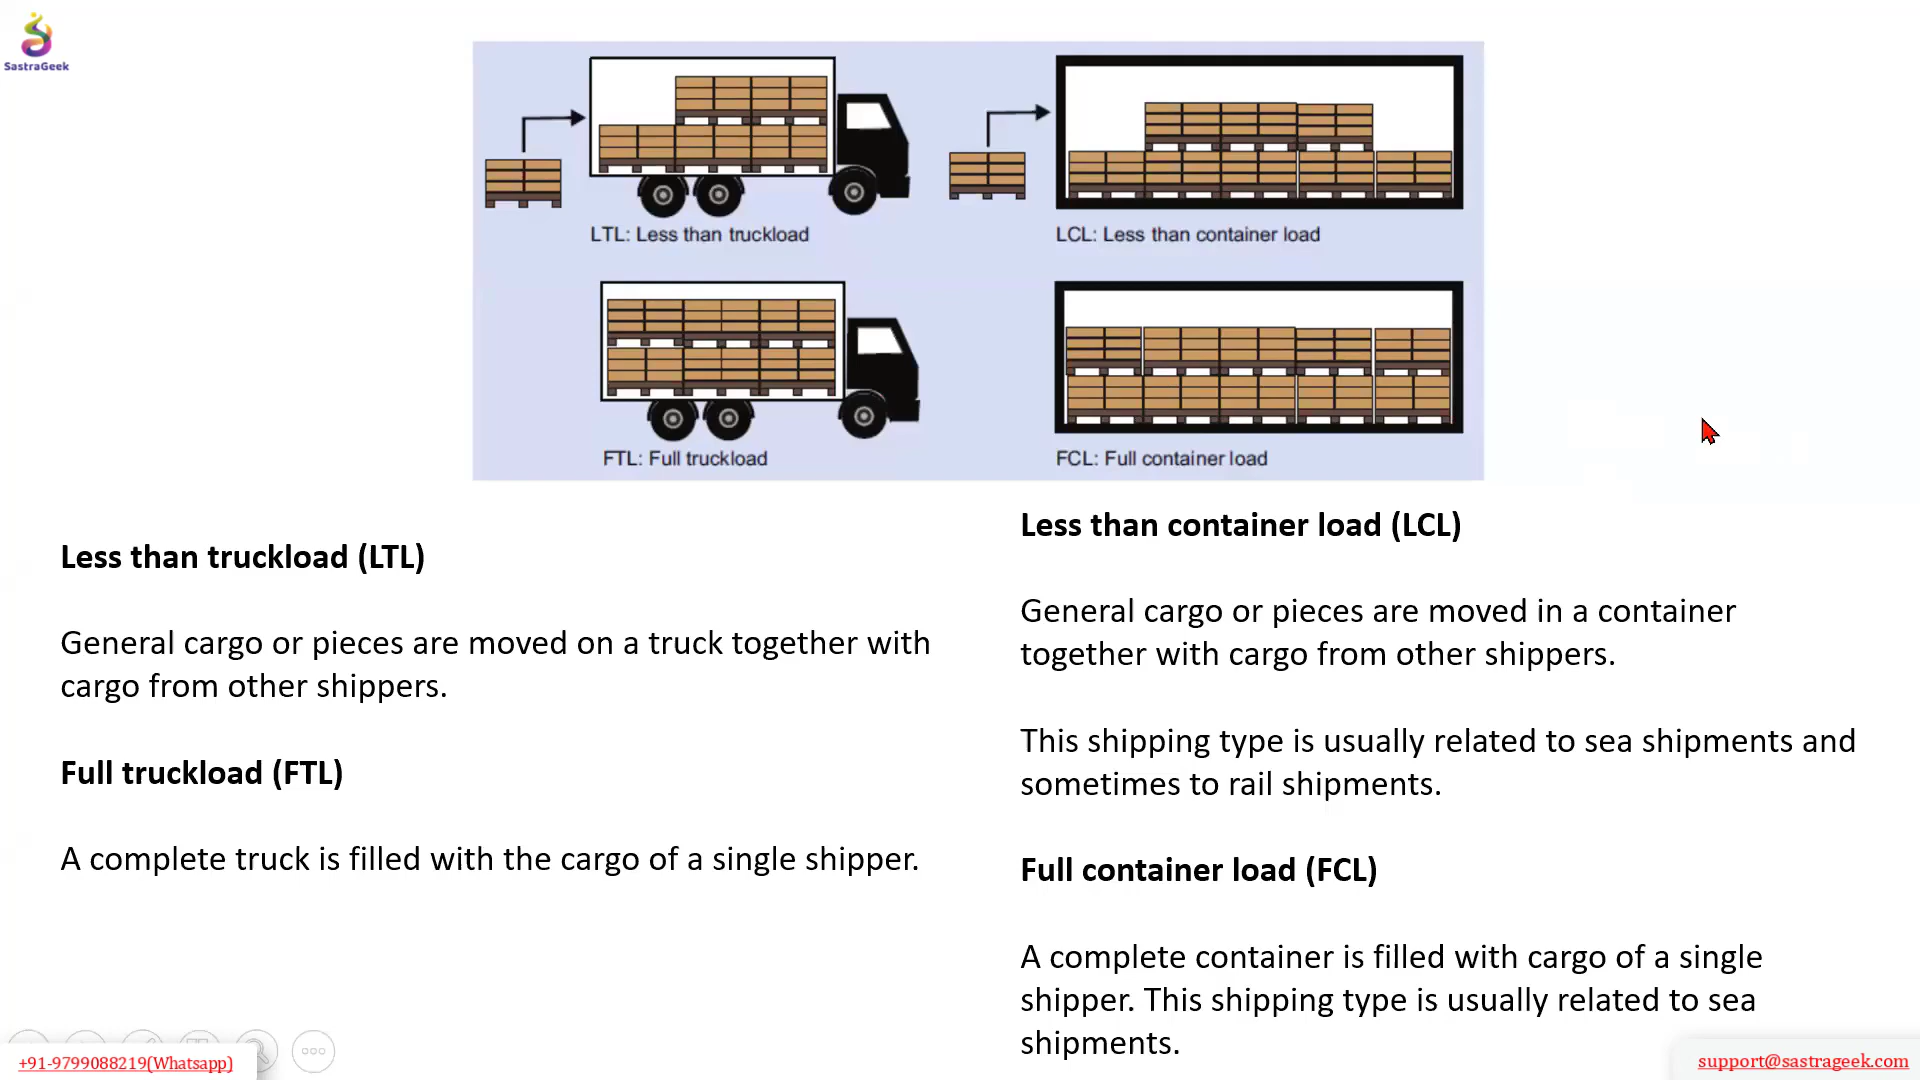 SastraGeek
LTL: Less than truckload
LCL: Less than container load
FTL: Full truckload
FCL: Full container load
Less than truckload (LTL)
General cargo or pieces are moved on a truck together with
cargo from other shippers.
Full truckload (FTL)
A complete truck is filled with the cargo of a single shipper.
Less than container load (LCL)
General cargo or pieces are moved in a container
together with cargo from other shippers.
This shipping type is usually related to sea shipments and
sometimes to rail shipments.
Full container load (FCL)
A complete container is filled with cargo of a single
shipper. This shipping type is usually related to sea
shipments.
+91-9799088219(Whatsapp)
support@sastrageek.com